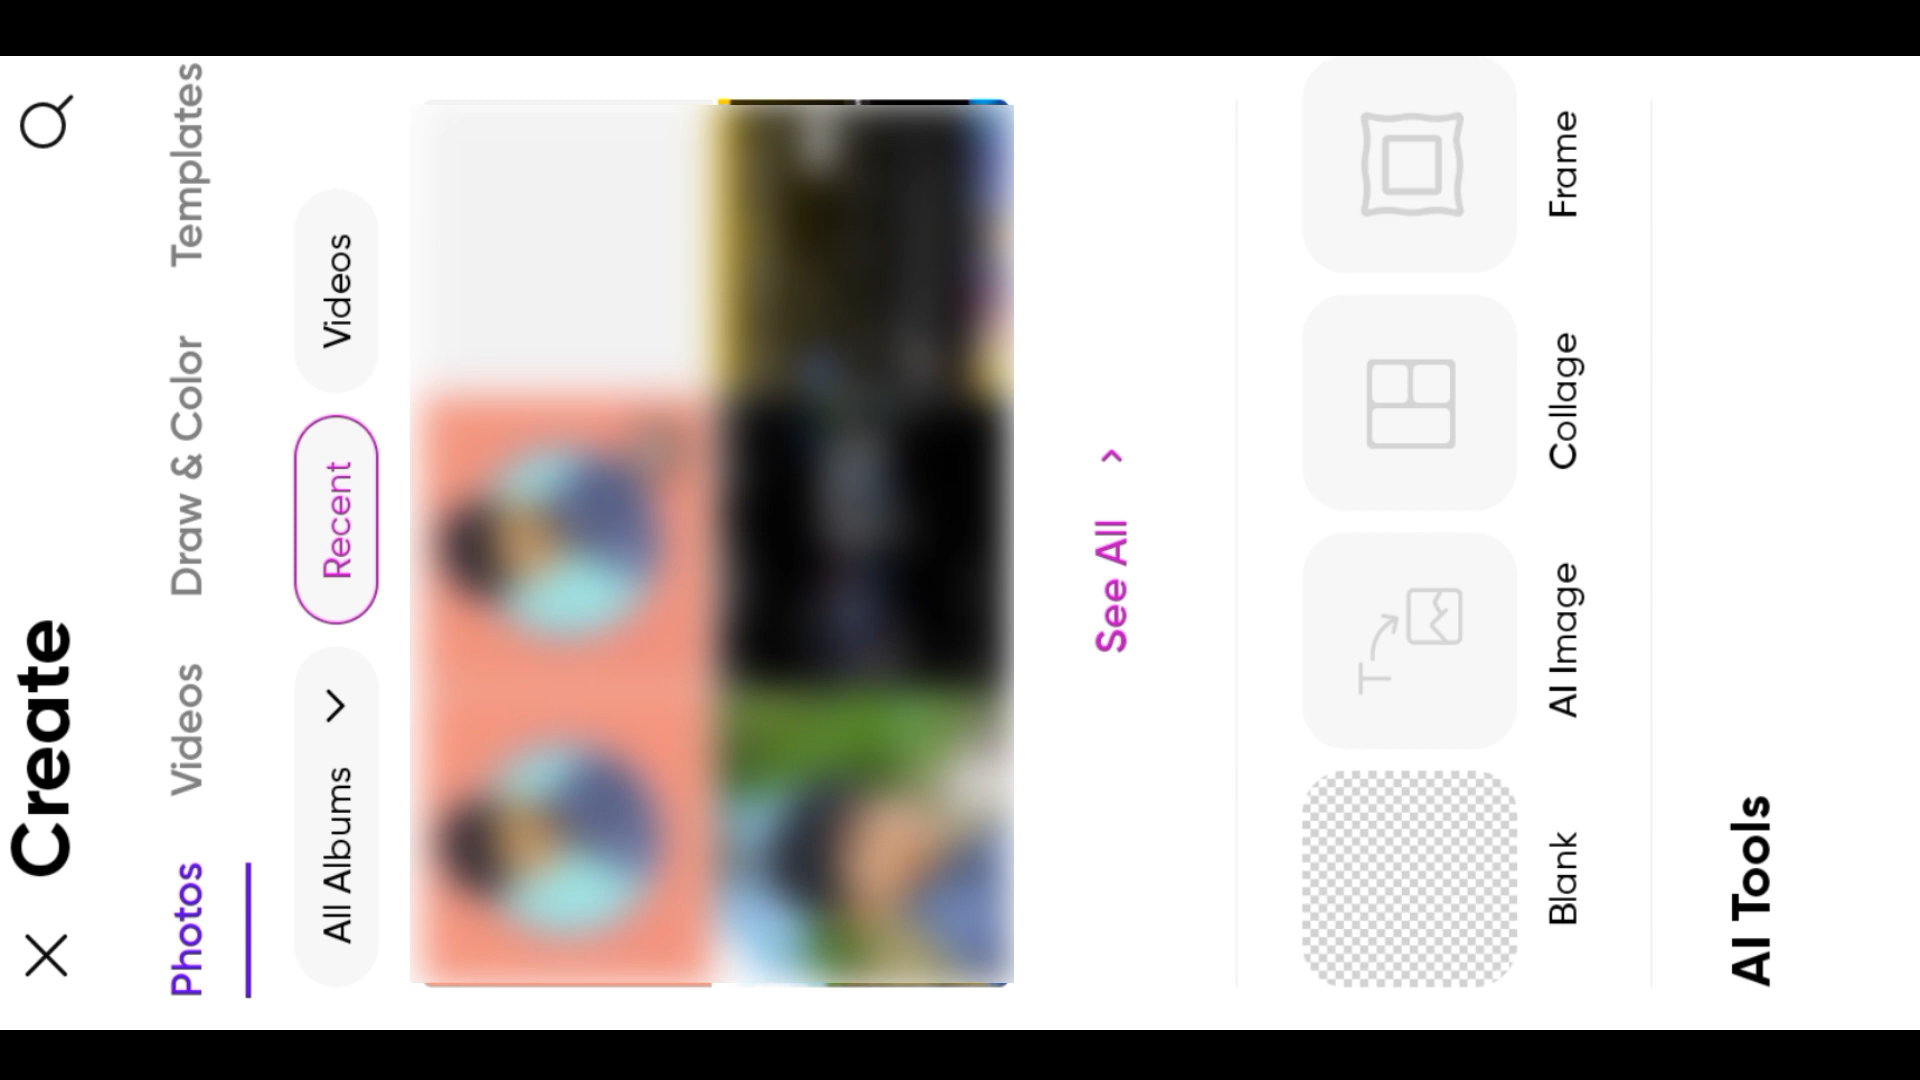 Create
Photos Videos Draw & Color Templates
All Albums Recent Videos
See All
Blank AI Image Collage Frame
AI Tools